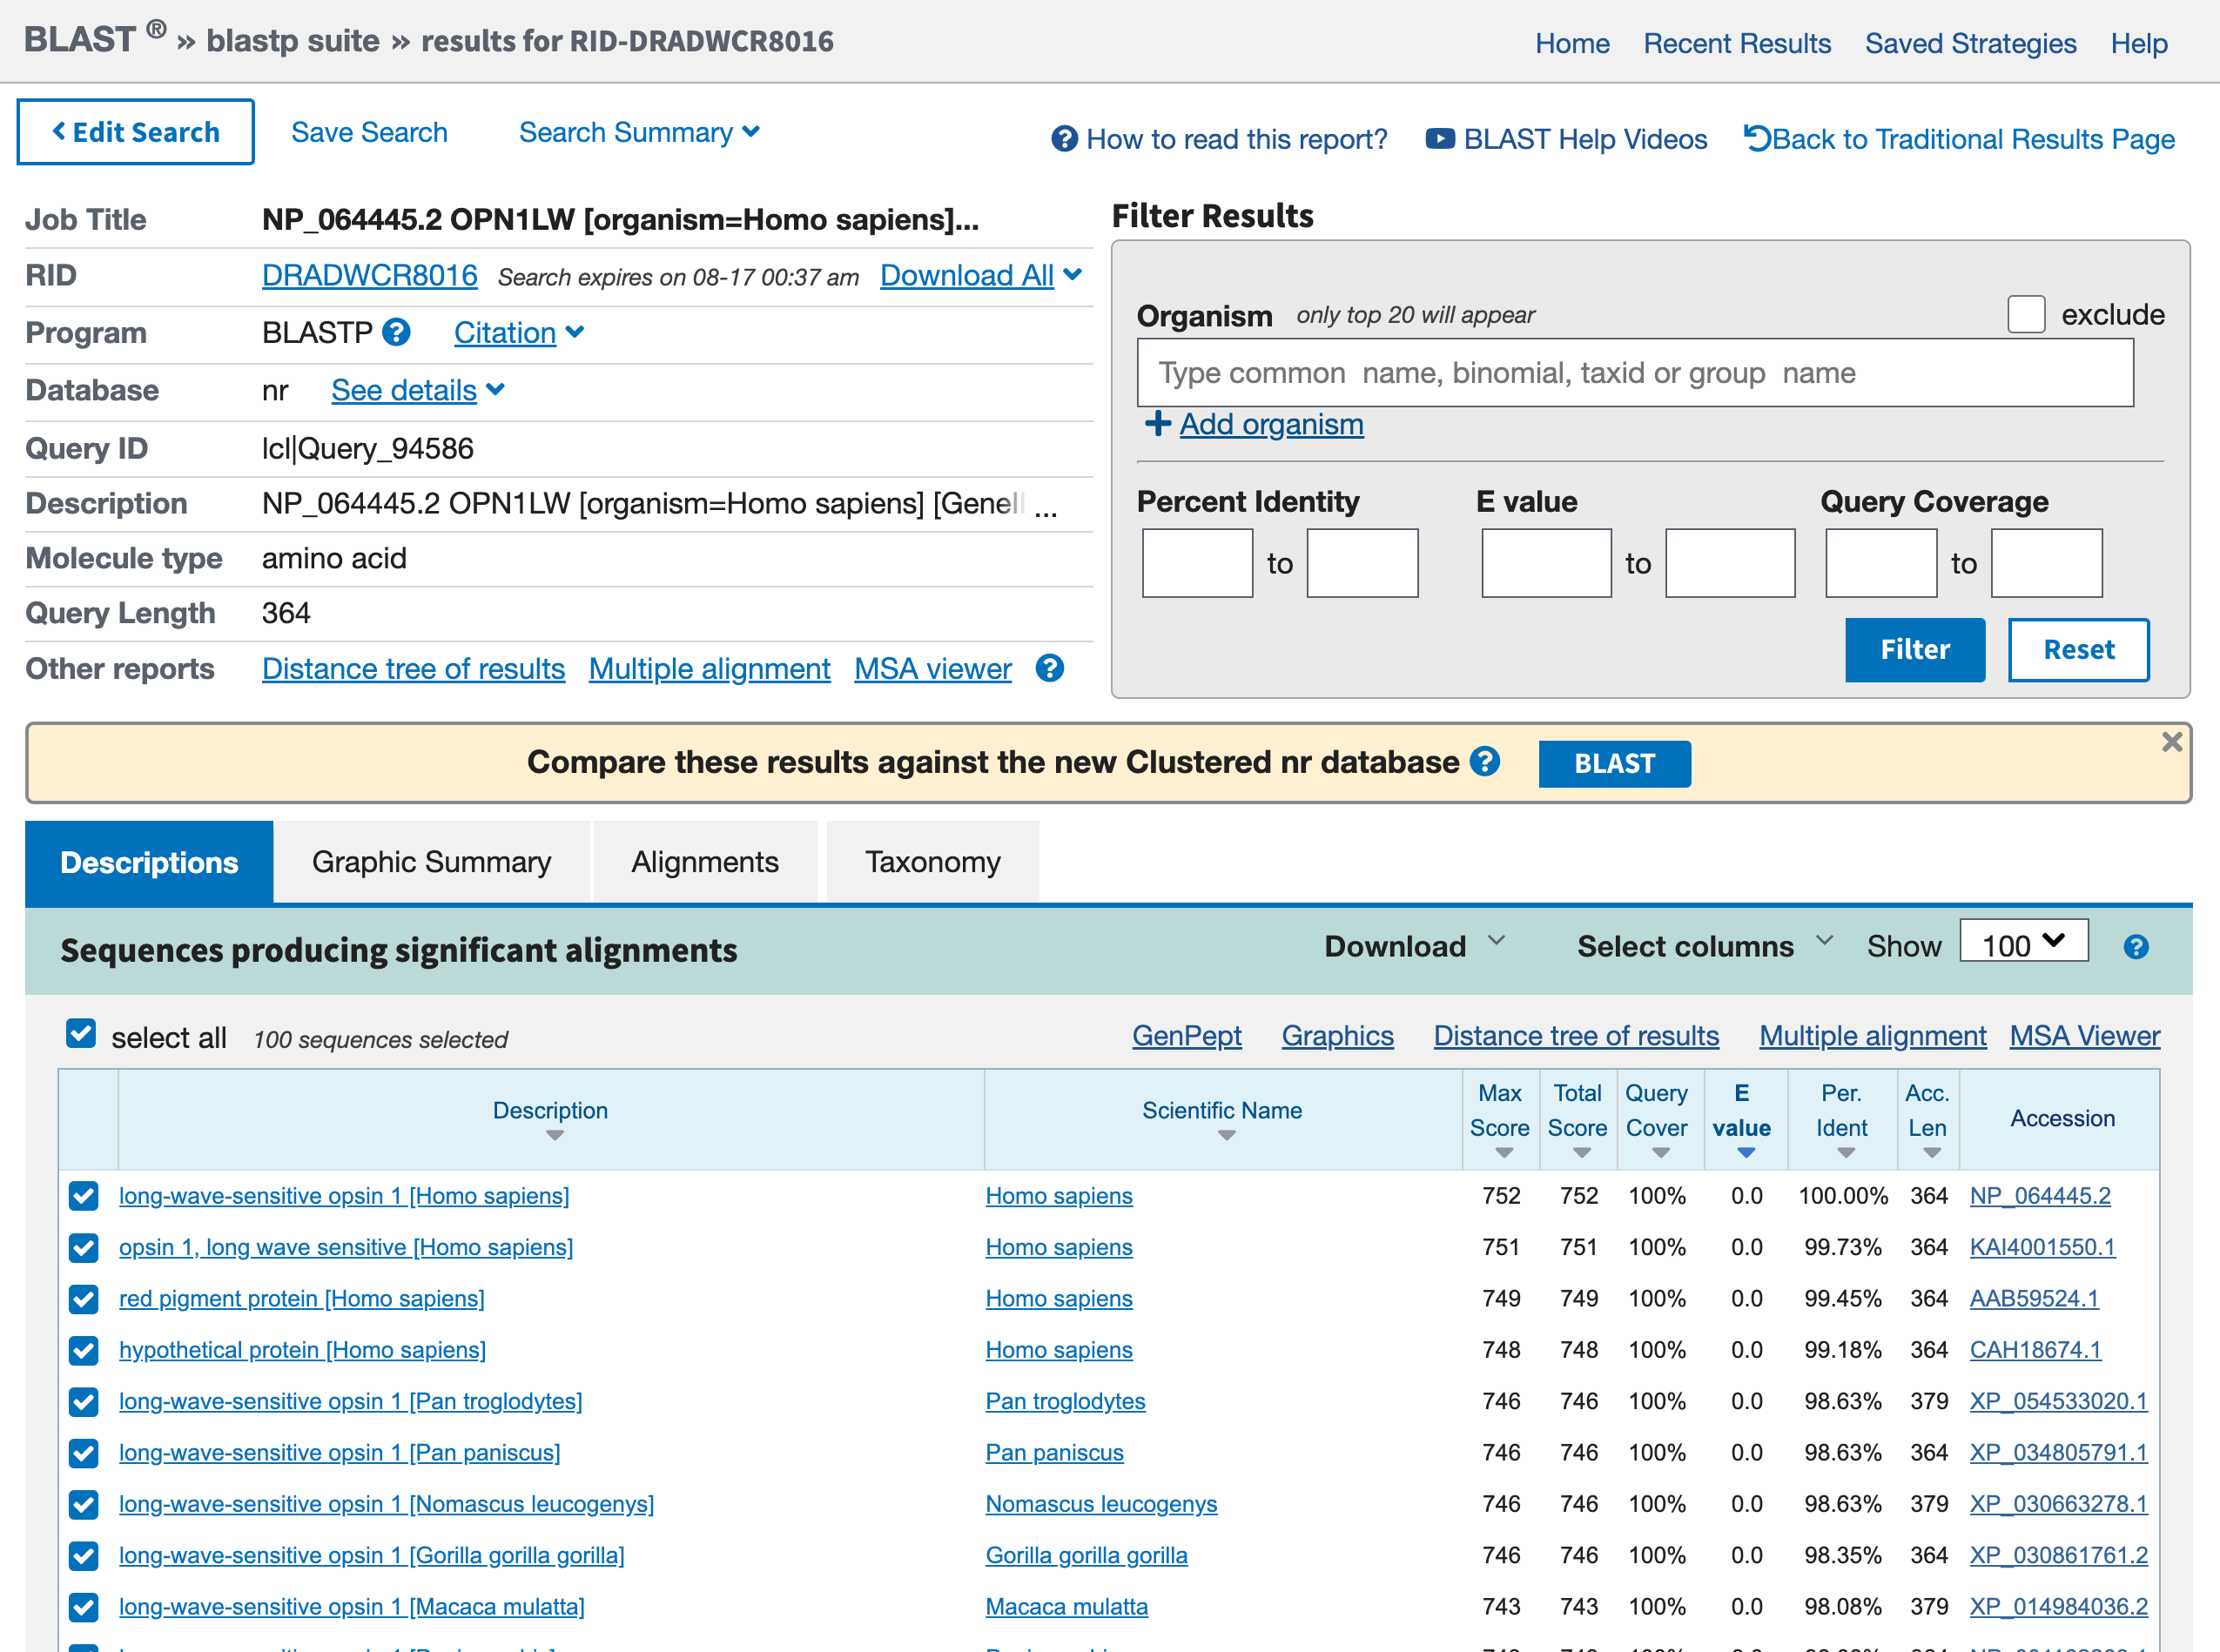 BLAST ® » blastp suite » results for RID-DRADWCR8016
Home Recent Results Saved Strategies Help
Edit Search Save Search Search Summary
How to read this report? BLAST Help Videos Back to Traditional Results Page
Job Title NP_064445.2 OPN1LW [organism=Homo sapiens]...
RID DRADWCR8016 Search expires on 08-17 00:37 am Download All
Program BLASTP Citation
Database nr See details
Query ID lcl|Query_94586
Description NP_064445.2 OPN1LW [organism=Homo sapiens] [GeneI ...
Molecule type amino acid
Query Length 364
Other reports Distance tree of results Multiple alignment MSA viewer
Filter Results
Organism only top 20 will appear exclude
Type common name, binomial, taxid or group name
Add organism
Percent Identity E value Query Coverage
to to to
Filter Reset
Compare these results against the new Clustered nr database BLAST
Descriptions Graphic Summary Alignments Taxonomy
Sequences producing significant alignments Download Select columns Show 100
select all 100 sequences selected GenPept Graphics Distance tree of results Multiple alignment MSA Viewer
Description Scientific Name Max Score Total Score Query Cover E value Per. Ident Acc. Len Accession
long-wave-sensitive opsin 1 [Homo sapiens] Homo sapiens 752 752 100% 0.0 100.00% 364 NP_064445.2
opsin 1, long wave sensitive [Homo sapiens] Homo sapiens 751 751 100% 0.0 99.73% 364 KAI4001550.1
red pigment protein [Homo sapiens] Homo sapiens 749 749 100% 0.0 99.45% 364 AAB59524.1
hypothetical protein [Homo sapiens] Homo sapiens 748 748 100% 0.0 99.18% 364 CAH18674.1
long-wave-sensitive opsin 1 [Pan troglodytes] Pan troglodytes 746 746 100% 0.0 98.63% 379 XP_054533020.1
long-wave-sensitive opsin 1 [Pan paniscus] Pan paniscus 746 746 100% 0.0 98.63% 364 XP_034805791.1
long-wave-sensitive opsin 1 [Nomascus leucogenys] Nomascus leucogenys 746 746 100% 0.0 98.63% 379 XP_030663278.1
long-wave-sensitive opsin 1 [Gorilla gorilla gorilla] Gorilla gorilla gorilla 746 746 100% 0.0 98.35% 364 XP_030861761.2
long-wave-sensitive opsin 1 [Macaca mulatta] Macaca mulatta 743 743 100% 0.0 98.08% 379 XP_014984036.2